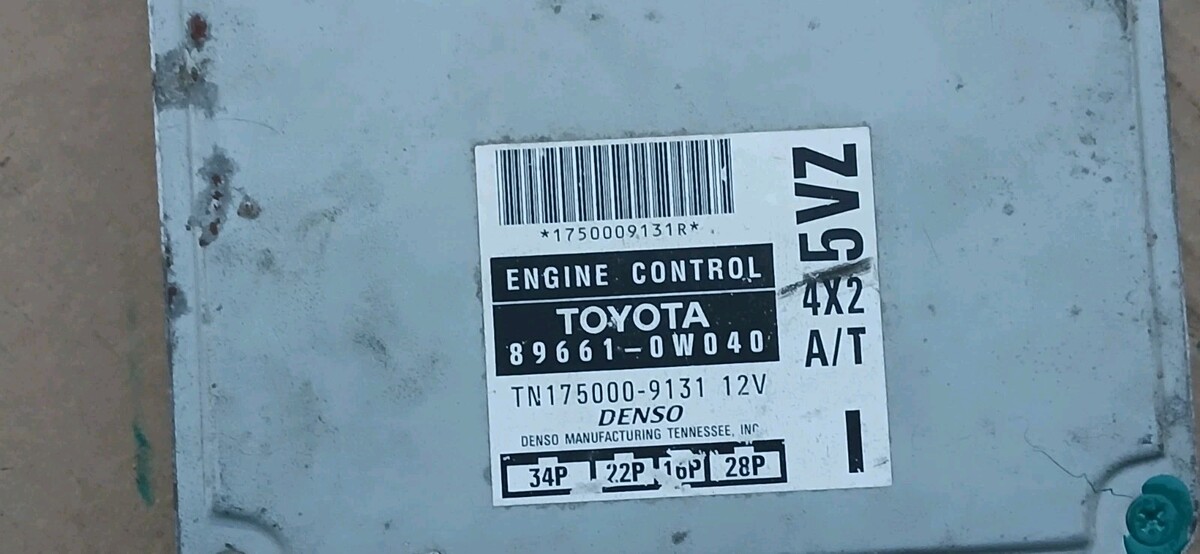 *1750009131R*
ENGINE CONTROL
TOYOTA
89661-0W040
TN175000-9131 12V
DENSO
DENSO MANUFACTURING TENNESSEE, INC
34P 22P 16P 28P
5VZ
4X2
A/T